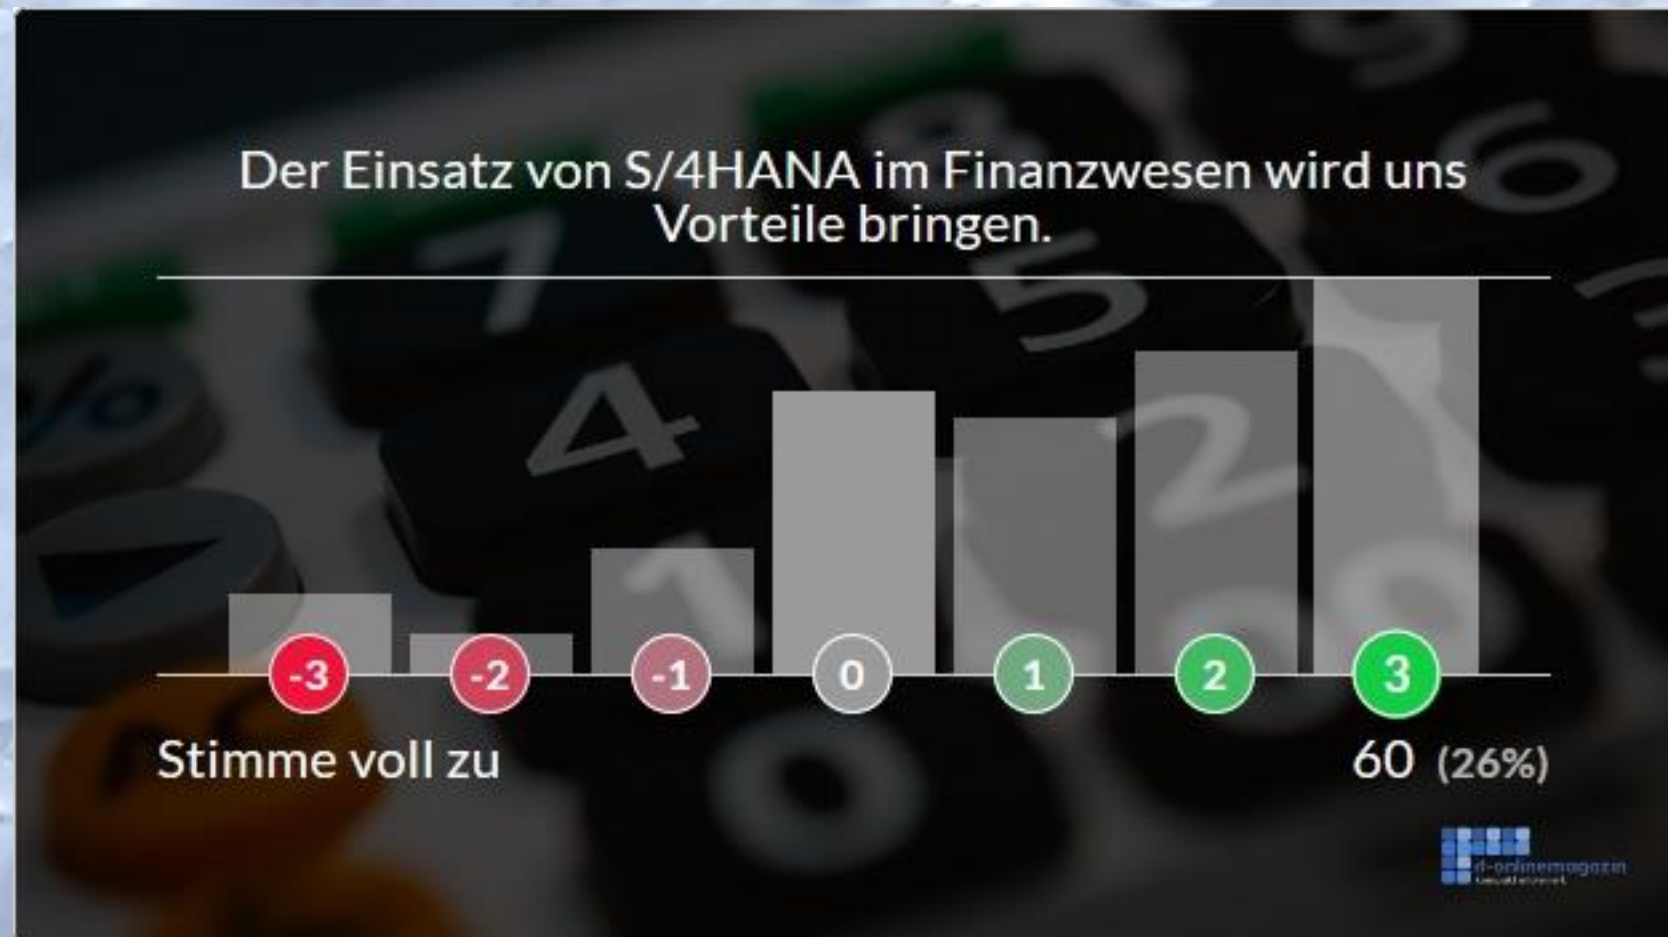 Der Einsatz von S/4HANA im Finanzwesen wird uns
Vorteile bringen.
-3 -2 -1 0 1 2 3
Stimme voll zu 60 (26%)
d-onlinemagazin